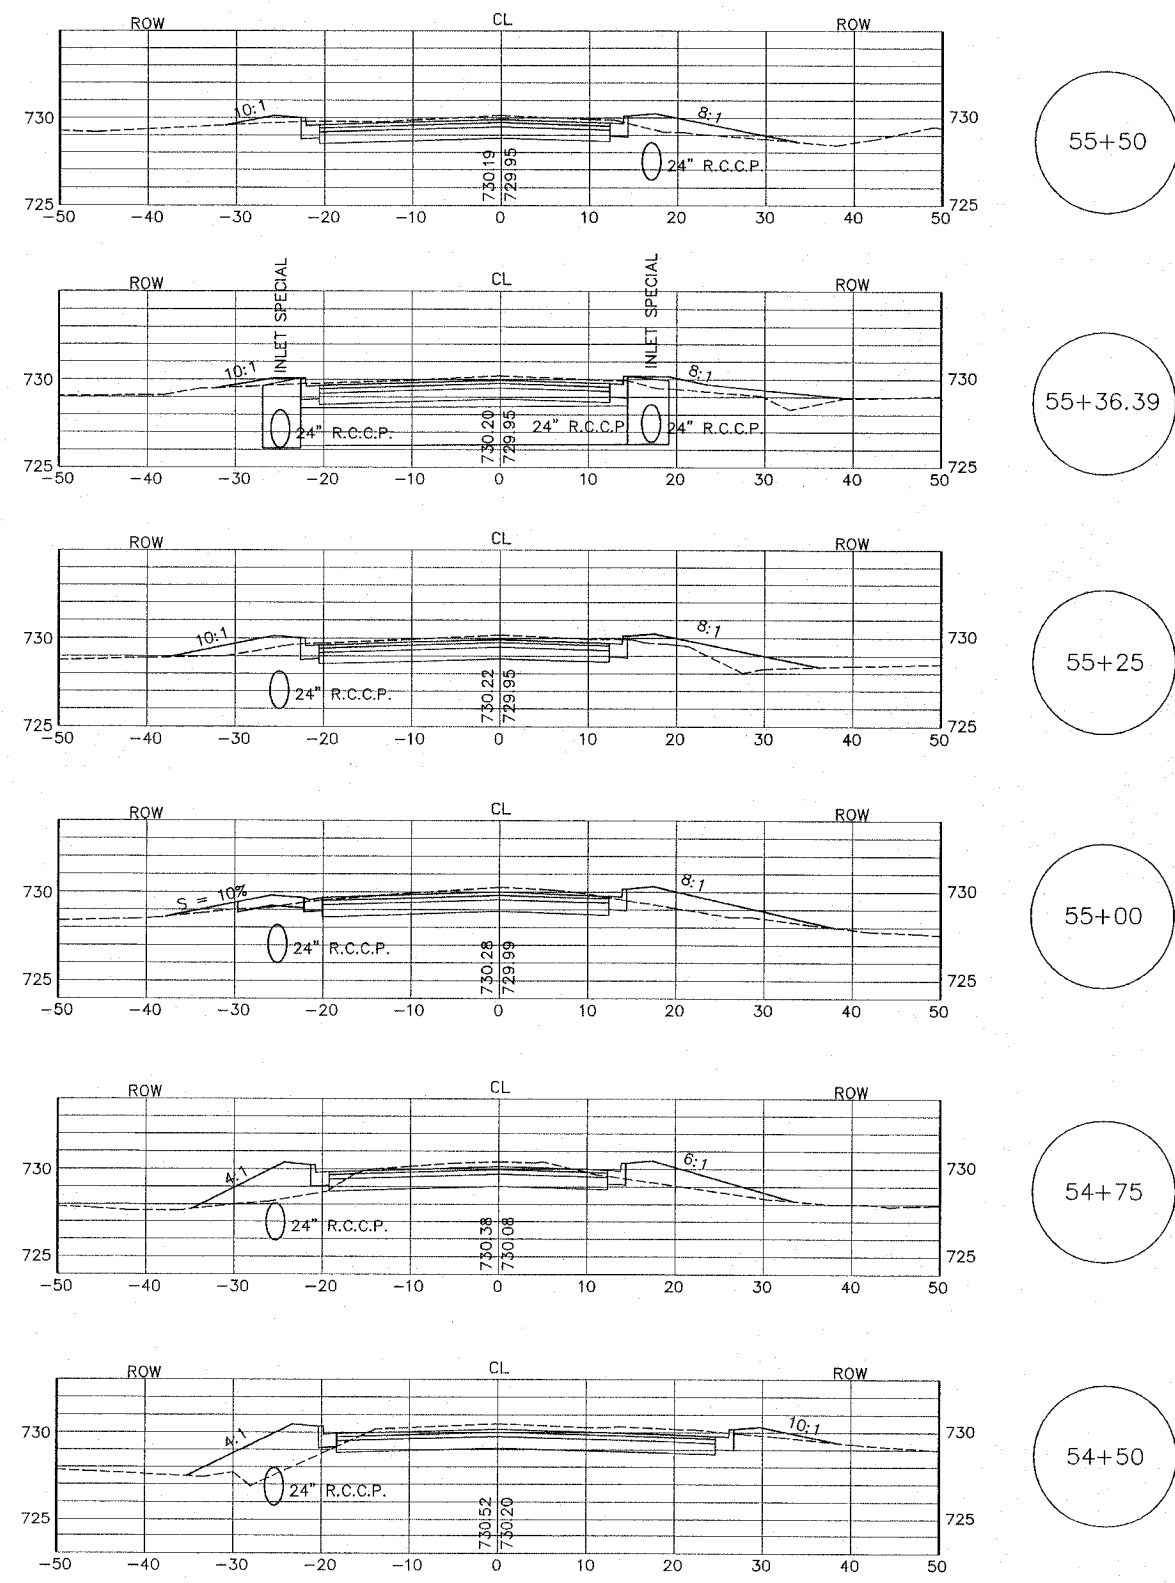 ROW CL ROW
10:1 8:1
730 730
55+50
730.19 729.95
24" R.C.C.P.
725 725
-50 -40 -30 -20 -10 0 10 20 30 40 50
ROW INLET SPECIAL CL INLET SPECIAL ROW
10:1 8:1
730 730
55+36.39
24" R.C.C.P. 730.20 729.95 24" R.C.C.P. 24" R.C.C.P.
725 725
-50 -40 -30 -20 -10 0 10 20 30 40 50
ROW CL ROW
10:1 8:1
730 730
55+25
24" R.C.C.P. 730.22 729.95
725 725
-50 -40 -30 -20 -10 0 10 20 30 40 50
ROW CL ROW
S = 10% 8:1
730 730
55+00
24" R.C.C.P. 730.28 729.99
725 725
-50 -40 -30 -20 -10 0 10 20 30 40 50
ROW CL ROW
4:1 6:1
730 730
54+75
24" R.C.C.P. 730.38 730.08
725 725
-50 -40 -30 -20 -10 0 10 20 30 40 50
ROW CL ROW
4:1 10:1
730 730
54+50
24" R.C.C.P. 730.52 730.20
725 725
-50 -40 -30 -20 -10 0 10 20 30 40 50